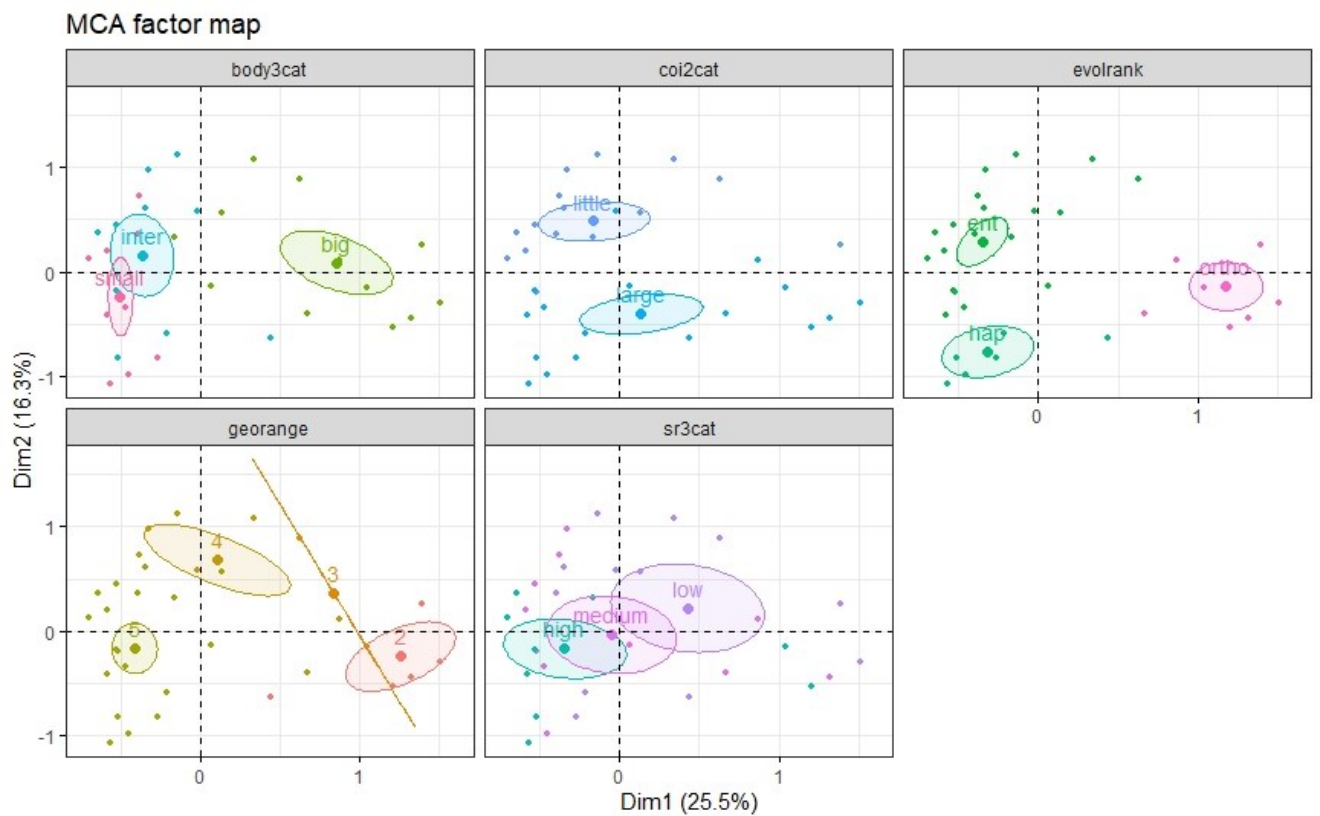 MCA factor map
body3cat
coi2cat
evolrank
1
0
-1
inter
small
big
little
large
ent
hap
ortho
0
1
georange
sr3cat
1
0
-1
4
3
5
2
low
medium
high
0
1
0
1
Dim2 (16.3%)
Dim1 (25.5%)